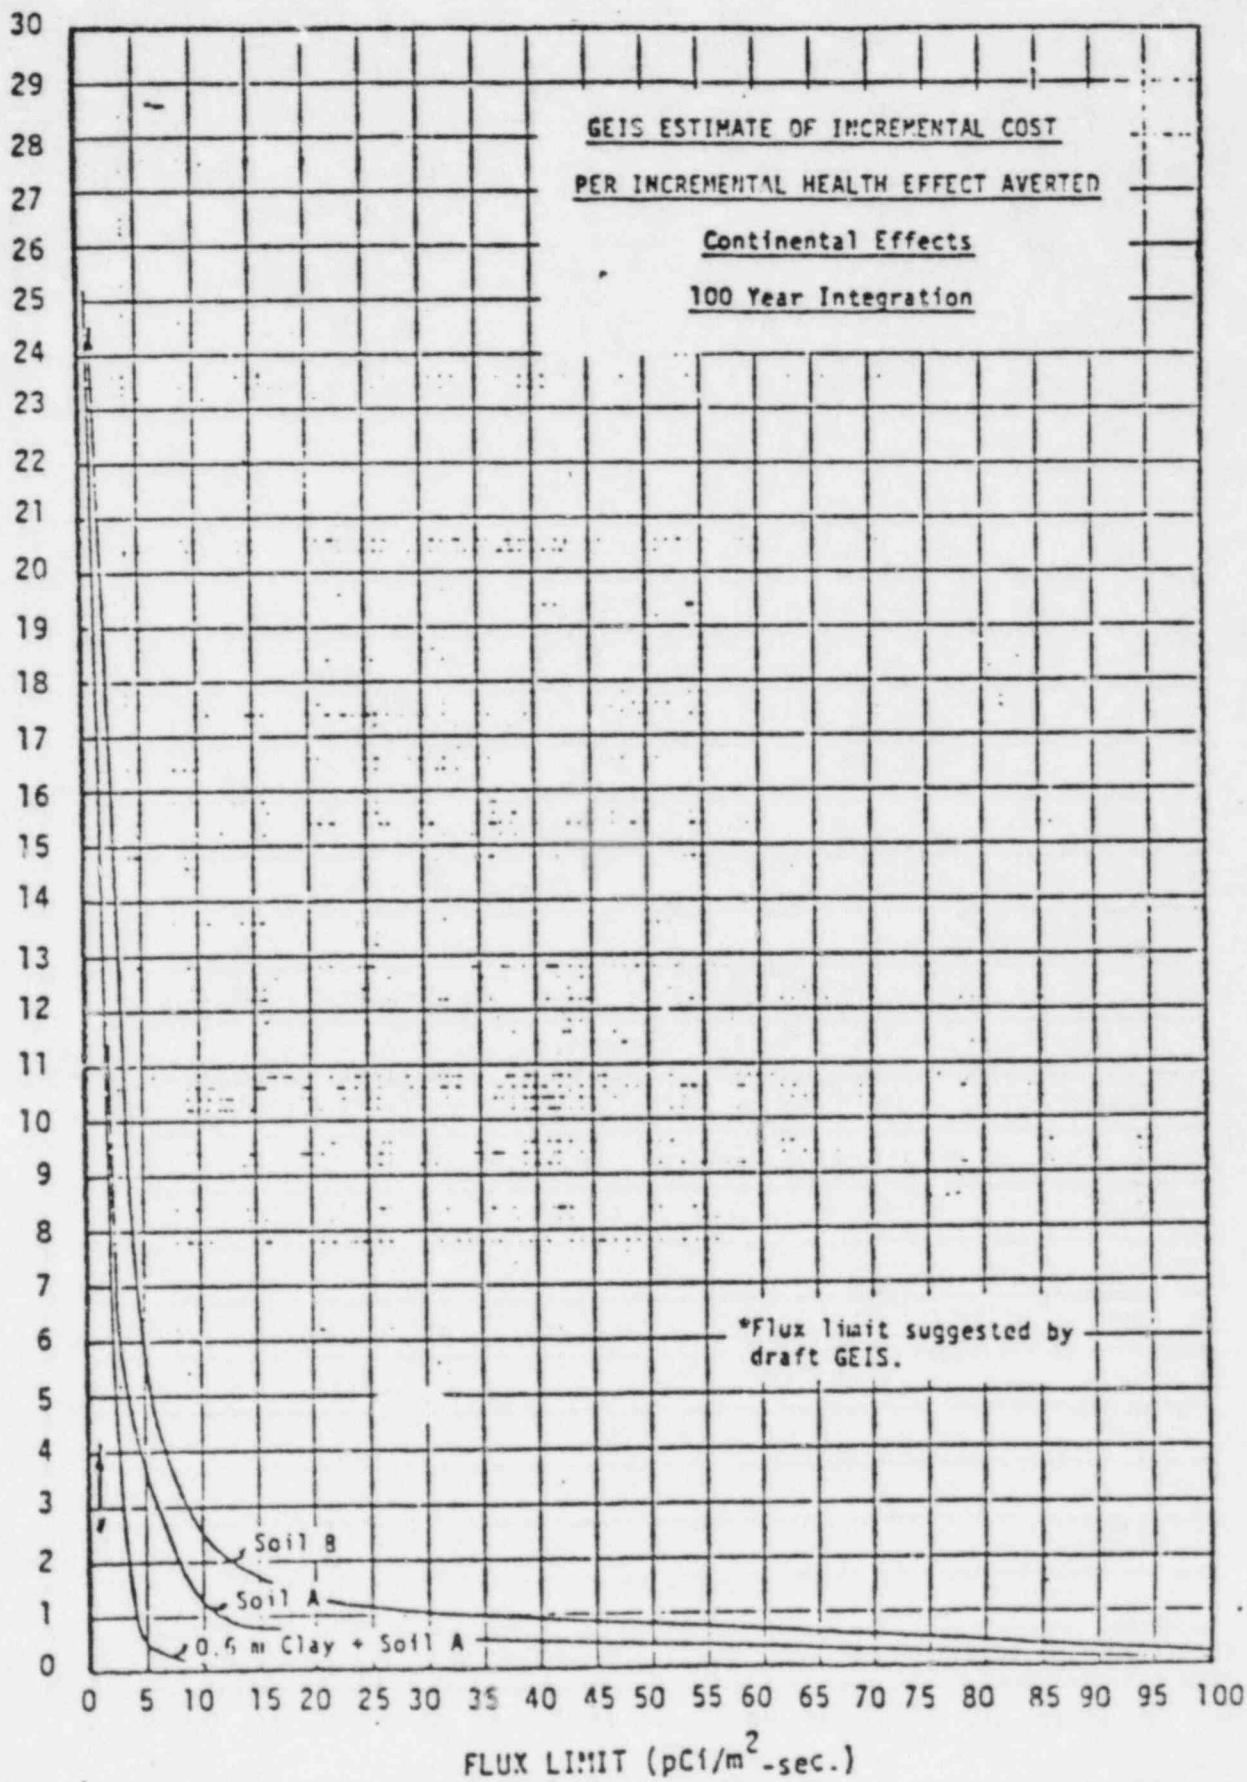 30
29
28
27
26
25
24
23
22
21
20
19
18
17
16
15
14
13
12
11
10
9
8
7
6
5
4
3
2
1
0
GEIS ESTIMATE OF INCREMENTAL COST
PER INCREMENTAL HEALTH EFFECT AVERTED
Continental Effects
100 Year Integration
*Flux limit suggested by
draft GEIS.
Soil B
Soil A
0.6 m Clay + Soil A
0 5 10 15 20 25 30 35 40 45 50 55 60 65 70 75 80 85 90 95 100
FLUX LIMIT (pCi/m²-sec.)